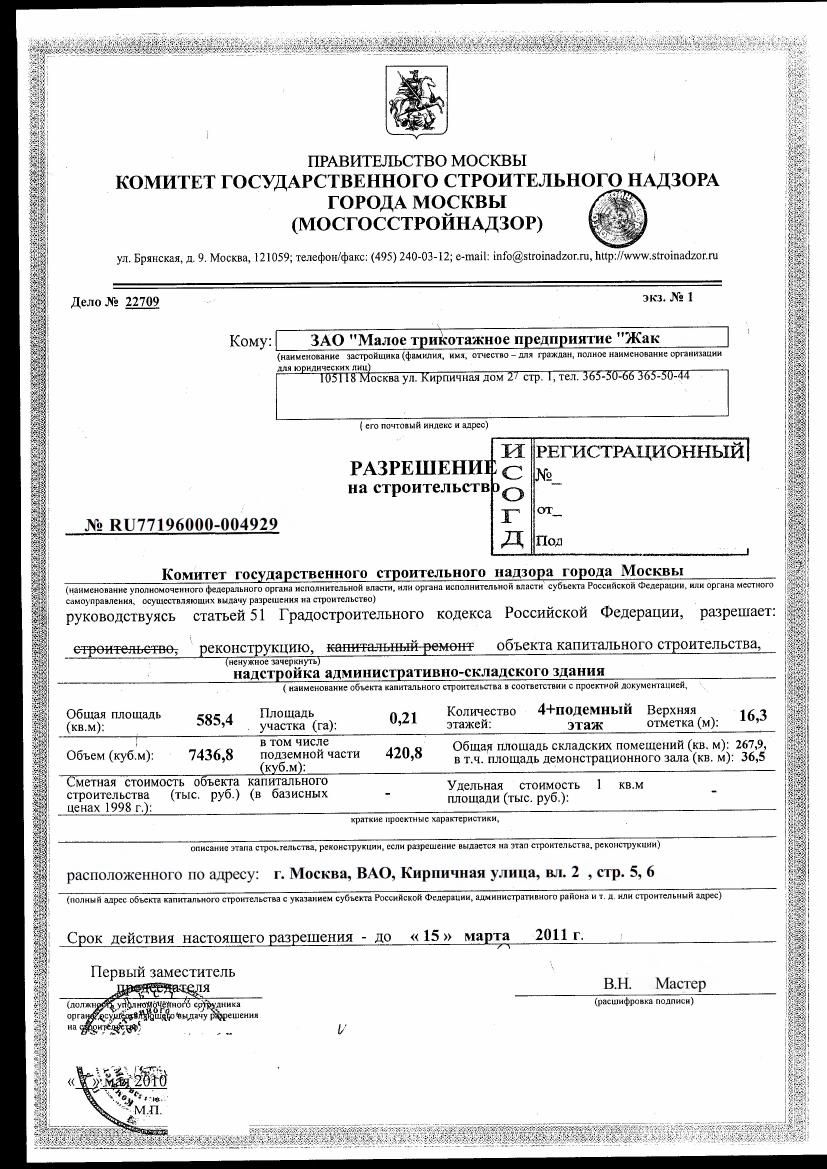 ПРАВИТЕЛЬСТВО МОСКВЫ
КОМИТЕТ ГОСУДАРСТВЕННОГО СТРОИТЕЛЬНОГО НАДЗОРА
ГОРОДА МОСКВЫ
(МОСГОССТРОЙНАДЗОР)
ул. Брянская, д. 9. Москва, 121059; телефон/факс: (495) 240-03-12; e-mail: info@stroinadzor.ru, http://www.stroinadzor.ru
Дело № 22709
экз. № 1
Кому: ЗАО "Малое трикотажное предприятие "Жак
(наименование застройщика (фамилия, имя, отчество – для граждан, полное наименование организации
для юридических лиц)
105118 Москва ул. Кирпичная дом 27 стр. 1, тел. 365-50-66 365-50-44
( его почтовый индекс и адрес)
РАЗРЕШЕНИЕ
на строительство
ИСОГД
РЕГИСТРАЦИОННЫЙ
№_
от_
Под
№ RU77196000-004929
Комитет государственного строительного надзора города Москвы
(наименование уполномоченного федерального органа исполнительной власти, или органа исполнительной власти субъекта Российской Федерации, или органа местного
самоуправления, осуществляющих выдачу разрешения на строительство)
руководствуясь статьей 51 Градостроительного кодекса Российской Федерации, разрешает:
строительство, реконструкцию, капитальный ремонт объекта капитального строительства,
(ненужное зачеркнуть)
надстройка административно-складского здания
( наименование объекта капитального строительства в соответствии с проектной документацией,
Общая площадь (кв.м): 585,4 Площадь участка (га): 0,21 Количество этажей: 4+подемный этаж Верхняя отметка (м): 16,3
Объем (куб.м): 7436,8 в том числе подземной части (куб.м): 420,8 Общая площадь складских помещений (кв. м): 267,9, в т.ч. площадь демонстрационного зала (кв. м): 36,5
Сметная стоимость объекта капитального строительства (тыс. руб.) (в базисных ценах 1998 г.): - Удельная стоимость 1 кв.м площади (тыс. руб.): -
краткие проектные характеристики,
описание этапа строительства, реконструкции, если разрешение выдается на этап строительства, реконструкции)
расположенного по адресу: г. Москва, ВАО, Кирпичная улица, вл. 2 , стр. 5, 6
(полный адрес объекта капитального строительства с указанием субъекта Российской Федерации, административного района и т. д. или строительный адрес)
Срок действия настоящего разрешения - до « 15 » марта 2011 г.
Первый заместитель
председателя
В.Н. Мастер
(должность уполномоченного сотрудника
органа, осуществляющего выдачу разрешения
на строительство)
(расшифровка подписи)
« 7 » мая 2010
М.П.